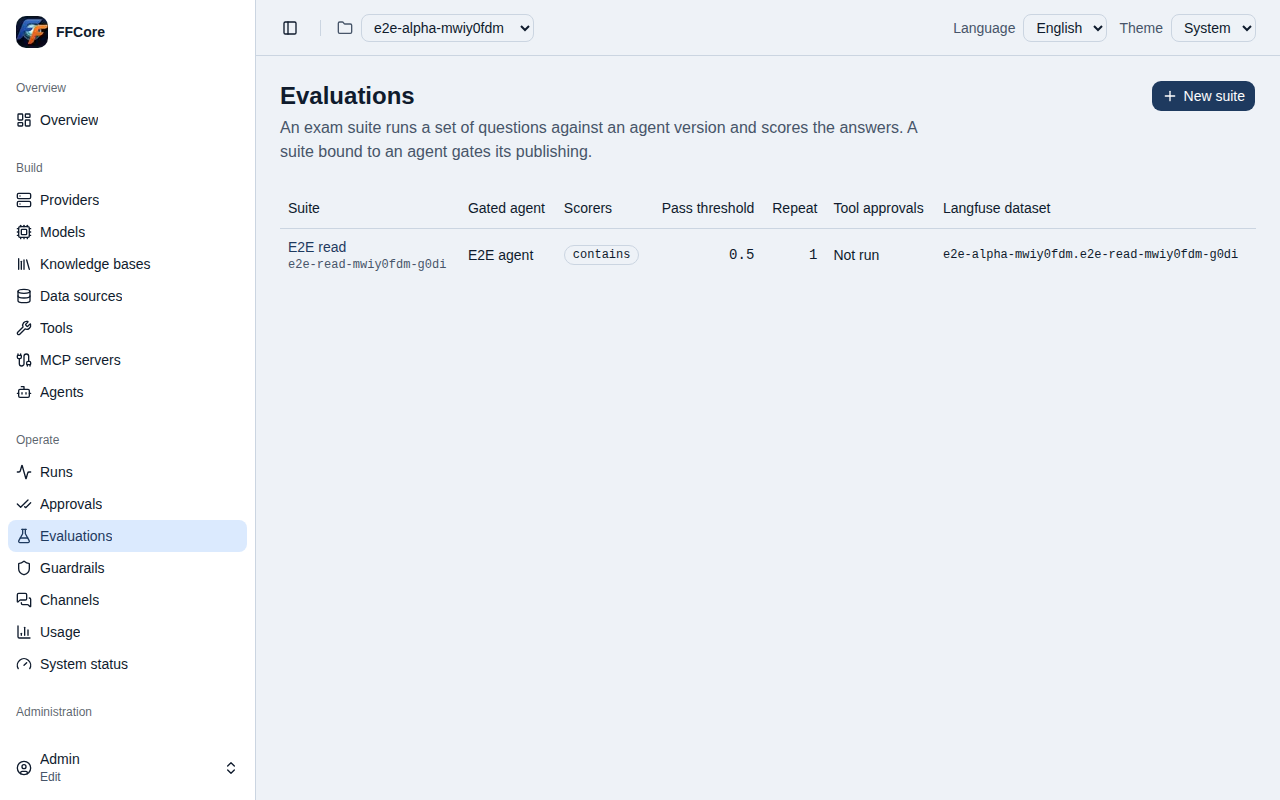 FFCore
e2e-alpha-mwiy0fdm
Language
English
Theme
System
Overview
Overview
Build
Providers
Models
Knowledge bases
Data sources
Tools
MCP servers
Agents
Operate
Runs
Approvals
Evaluations
Guardrails
Channels
Usage
System status
Administration
Admin
Edit
Evaluations
New suite
An exam suite runs a set of questions against an agent version and scores the answers. A
suite bound to an agent gates its publishing.
Suite Gated agent Scorers Pass threshold Repeat Tool approvals Langfuse dataset
E2E read
e2e-read-mwiy0fdm-g0di
E2E agent contains 0.5 1 Not run e2e-alpha-mwiy0fdm.e2e-read-mwiy0fdm-g0di